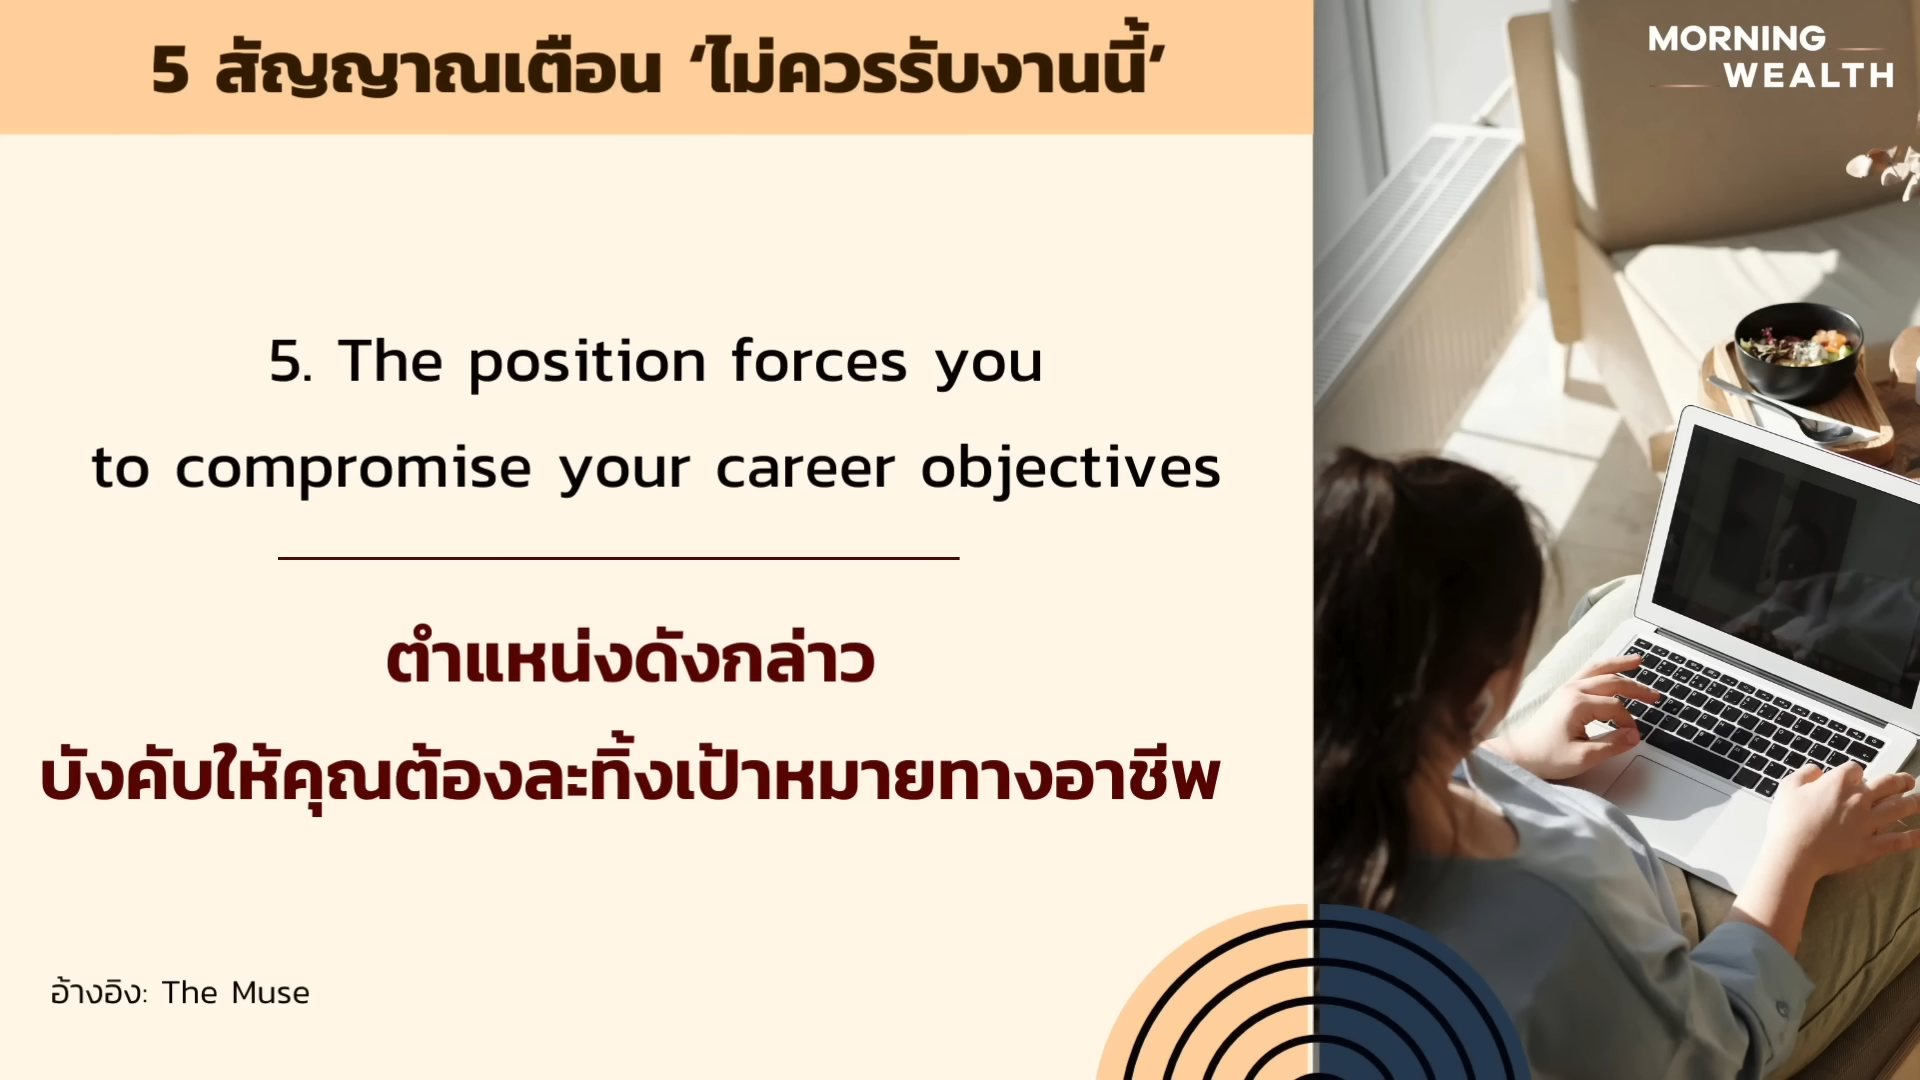 5 สัญญาณเตือน ‘ไม่ควรรับงานนี้’
MORNING
WEALTH
5. The position forces you
to compromise your career objectives
ตำแหน่งดังกล่าว
บังคับให้คุณต้องละทิ้งเป้าหมายทางอาชีพ
อ้างอิง: The Muse